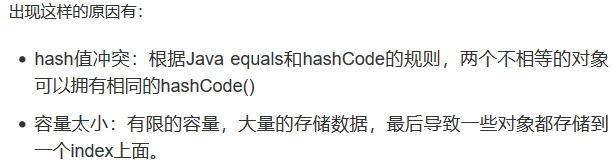 出现这样的原因有：
• hash值冲突：根据Java equals和hashCode的规则，两个不相等的对象
可以拥有相同的hashCode()
• 容量太小：有限的容量，大量的存储数据，最后导致一些对象都存储到
一个index上面。